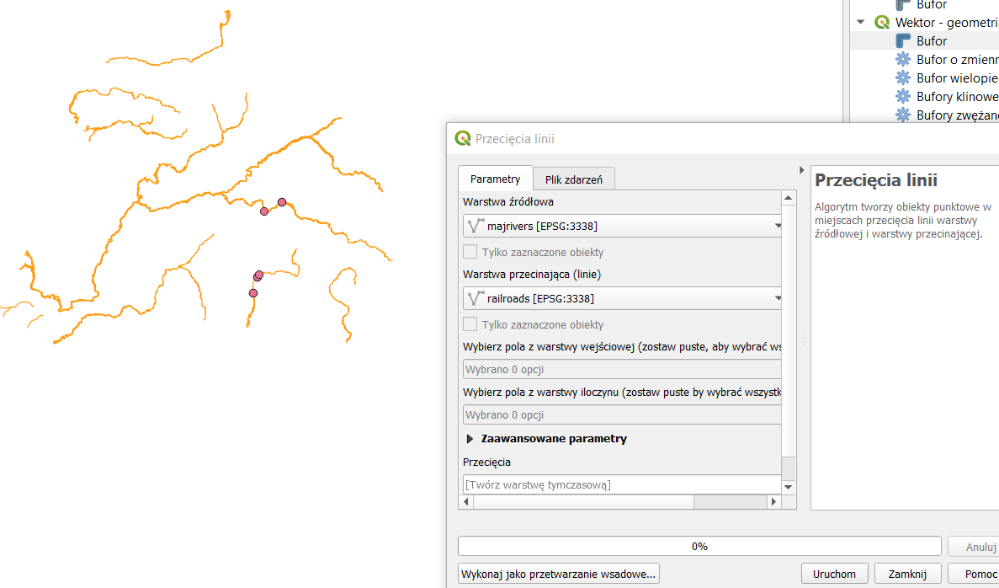 Bufor
Wektor - geometri
Bufor
Bufor o zmienn
Bufor wielopie
Bufory klinowe
Bufory zwężan
Przecięcia linii
Parametry
Plik zdarzeń
Warstwa źródłowa
majrivers [EPSG:3338]
Tylko zaznaczone obiekty
Warstwa przecinająca (linie)
railroads [EPSG:3338]
Tylko zaznaczone obiekty
Wybierz pola z warstwy wejściowej (zostaw puste, aby wybrać ws
Wybrano 0 opcji
Wybierz pola z warstwy iloczynu (zostaw puste by wybrać wszystk
Wybrano 0 opcji
Zaawansowane parametry
Przecięcia
[Twórz warstwę tymczasową]
Przecięcia linii
Algorytm tworzy obiekty punktowe w
miejscach przecięcia linii warstwy
źródłowej i warstwy przecinającej.
0%
Anuluj
Wykonaj jako przetwarzanie wsadowe...
Uruchom
Zamknij
Pomoc